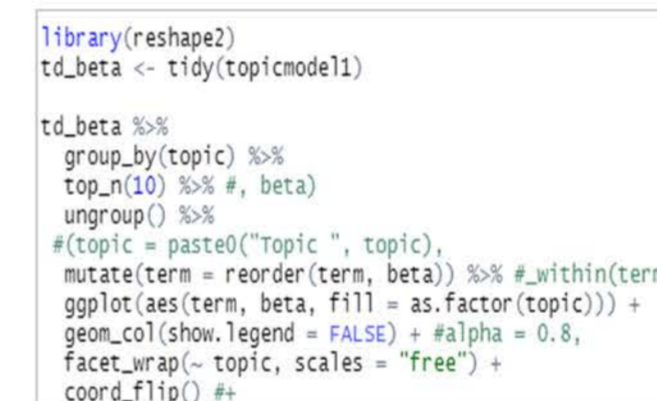 library(reshape2)
td_beta <- tidy(topicmodel1)
td_beta %>%
group_by(topic) %>%
top_n(10) %>% #, beta)
ungroup() %>%
#(topic = paste0("Topic ", topic),
mutate(term = reorder(term, beta)) %>% #_within(term
ggplot(aes(term, beta, fill = as.factor(topic))) +
geom_col(show.legend = FALSE) + #alpha = 0.8,
facet_wrap(~ topic, scales = "free") +
coord_flip() #+